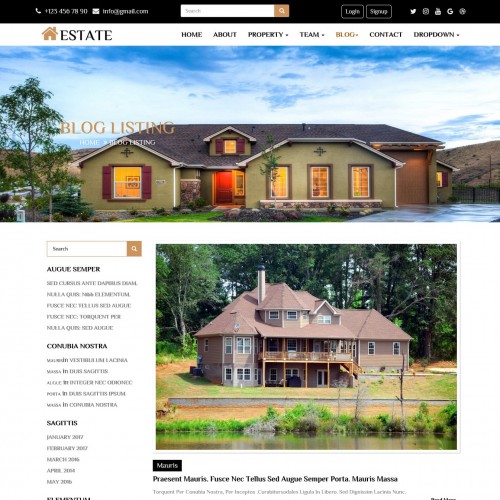 +123 456 78 90 info@gmail.com Search Login Signup
ESTATE HOME ABOUT PROPERTY TEAM BLOG CONTACT DROPDOWN
BLOG LISTING
HOME > BLOG LISTING
Search
AUGUE SEMPER
SED CURSUS ANTE DAPIBUS DIAM.
NULLA QUIS: Nibh ELEMENTUM,
FUSCE NEC TELLUS SED AUGUE
FUSCE NEC: TORQUENT PER
NULLA QUIS: SED AUGUE
CONUBIA NOSTRA
MAURIS in VESTIBULUM LACINIA
MASSA in DUIS SAGITTIS
AUGUE in INTEGER NEC ODIONEC
PORTA in DUIS SAGITTIS IPSUM
MASSA in CONUBIA NOSTRA
SAGITTIS
JANUARY 2017
FEBRUARY 2017
MARCH 2016
APRIL 2014
MAY 2016
ELEMENTUM
Mauris
Praesent Mauris. Fusce Nec Tellus Sed Augue Semper Porta. Mauris Massa
Torquent Per Conubia Nostra, Per Inceptos Curabitursodales Ligula In Libero. Sed Dignissim Lacinia Nunc.
Read More